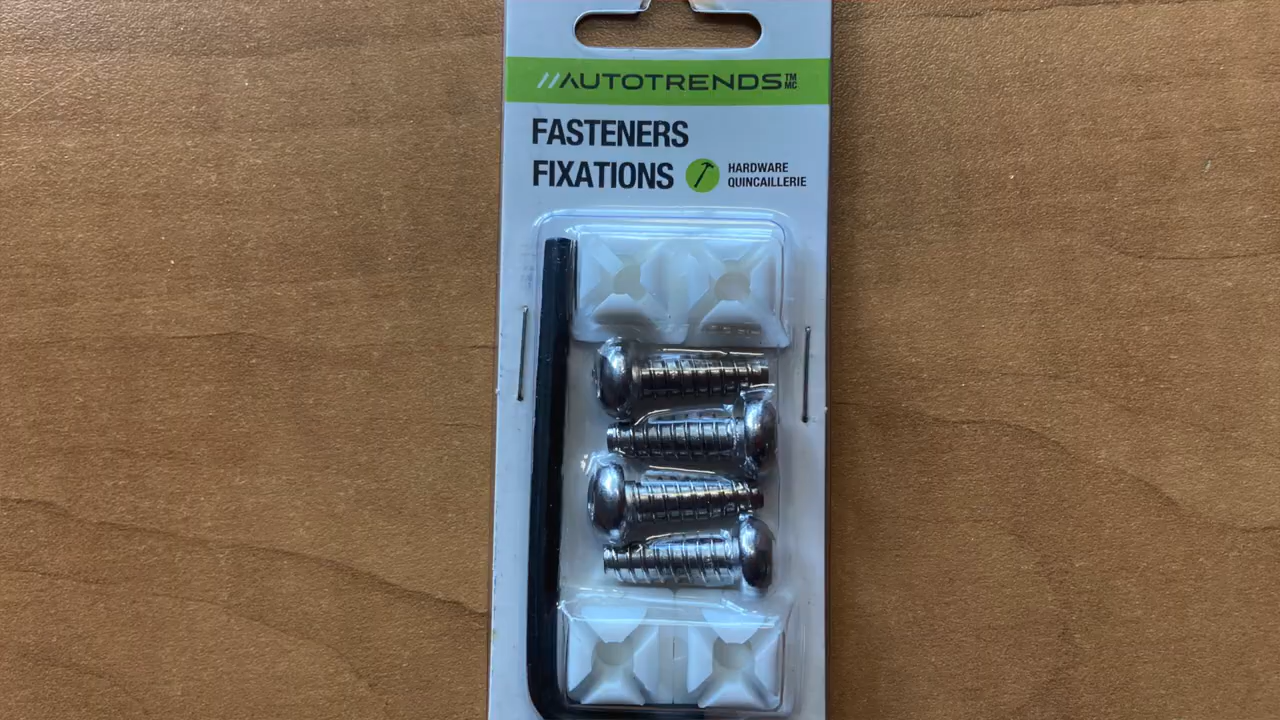 //AUTOTRENDS TM MC
FASTENERS
FIXATIONS
HARDWARE
QUINCAILLERIE